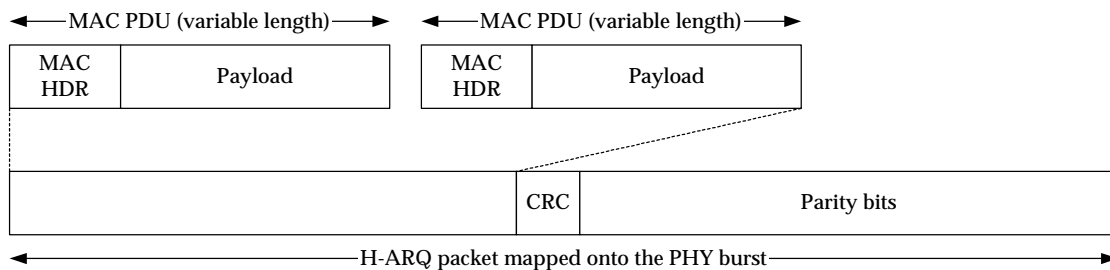 MAC PDU (variable length)
MAC PDU (variable length)
MAC
HDR
Payload
MAC
HDR
Payload
CRC
Parity bits
H-ARQ packet mapped onto the PHY burst